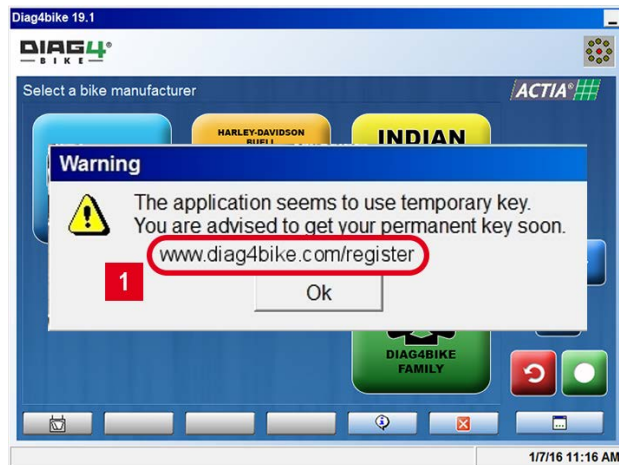 Diag4bike 19.1
DIAG4®
BIKE
Select a bike manufacturer
ACTIA®
HARLEY-DAVIDSON
BUELL
INDIAN
Warning
The application seems to use temporary key.
You are advised to get your permanent key soon.
www.diag4bike.com/register
1
Ok
DIAG4BIKE
FAMILY
1/7/16 11:16 AM